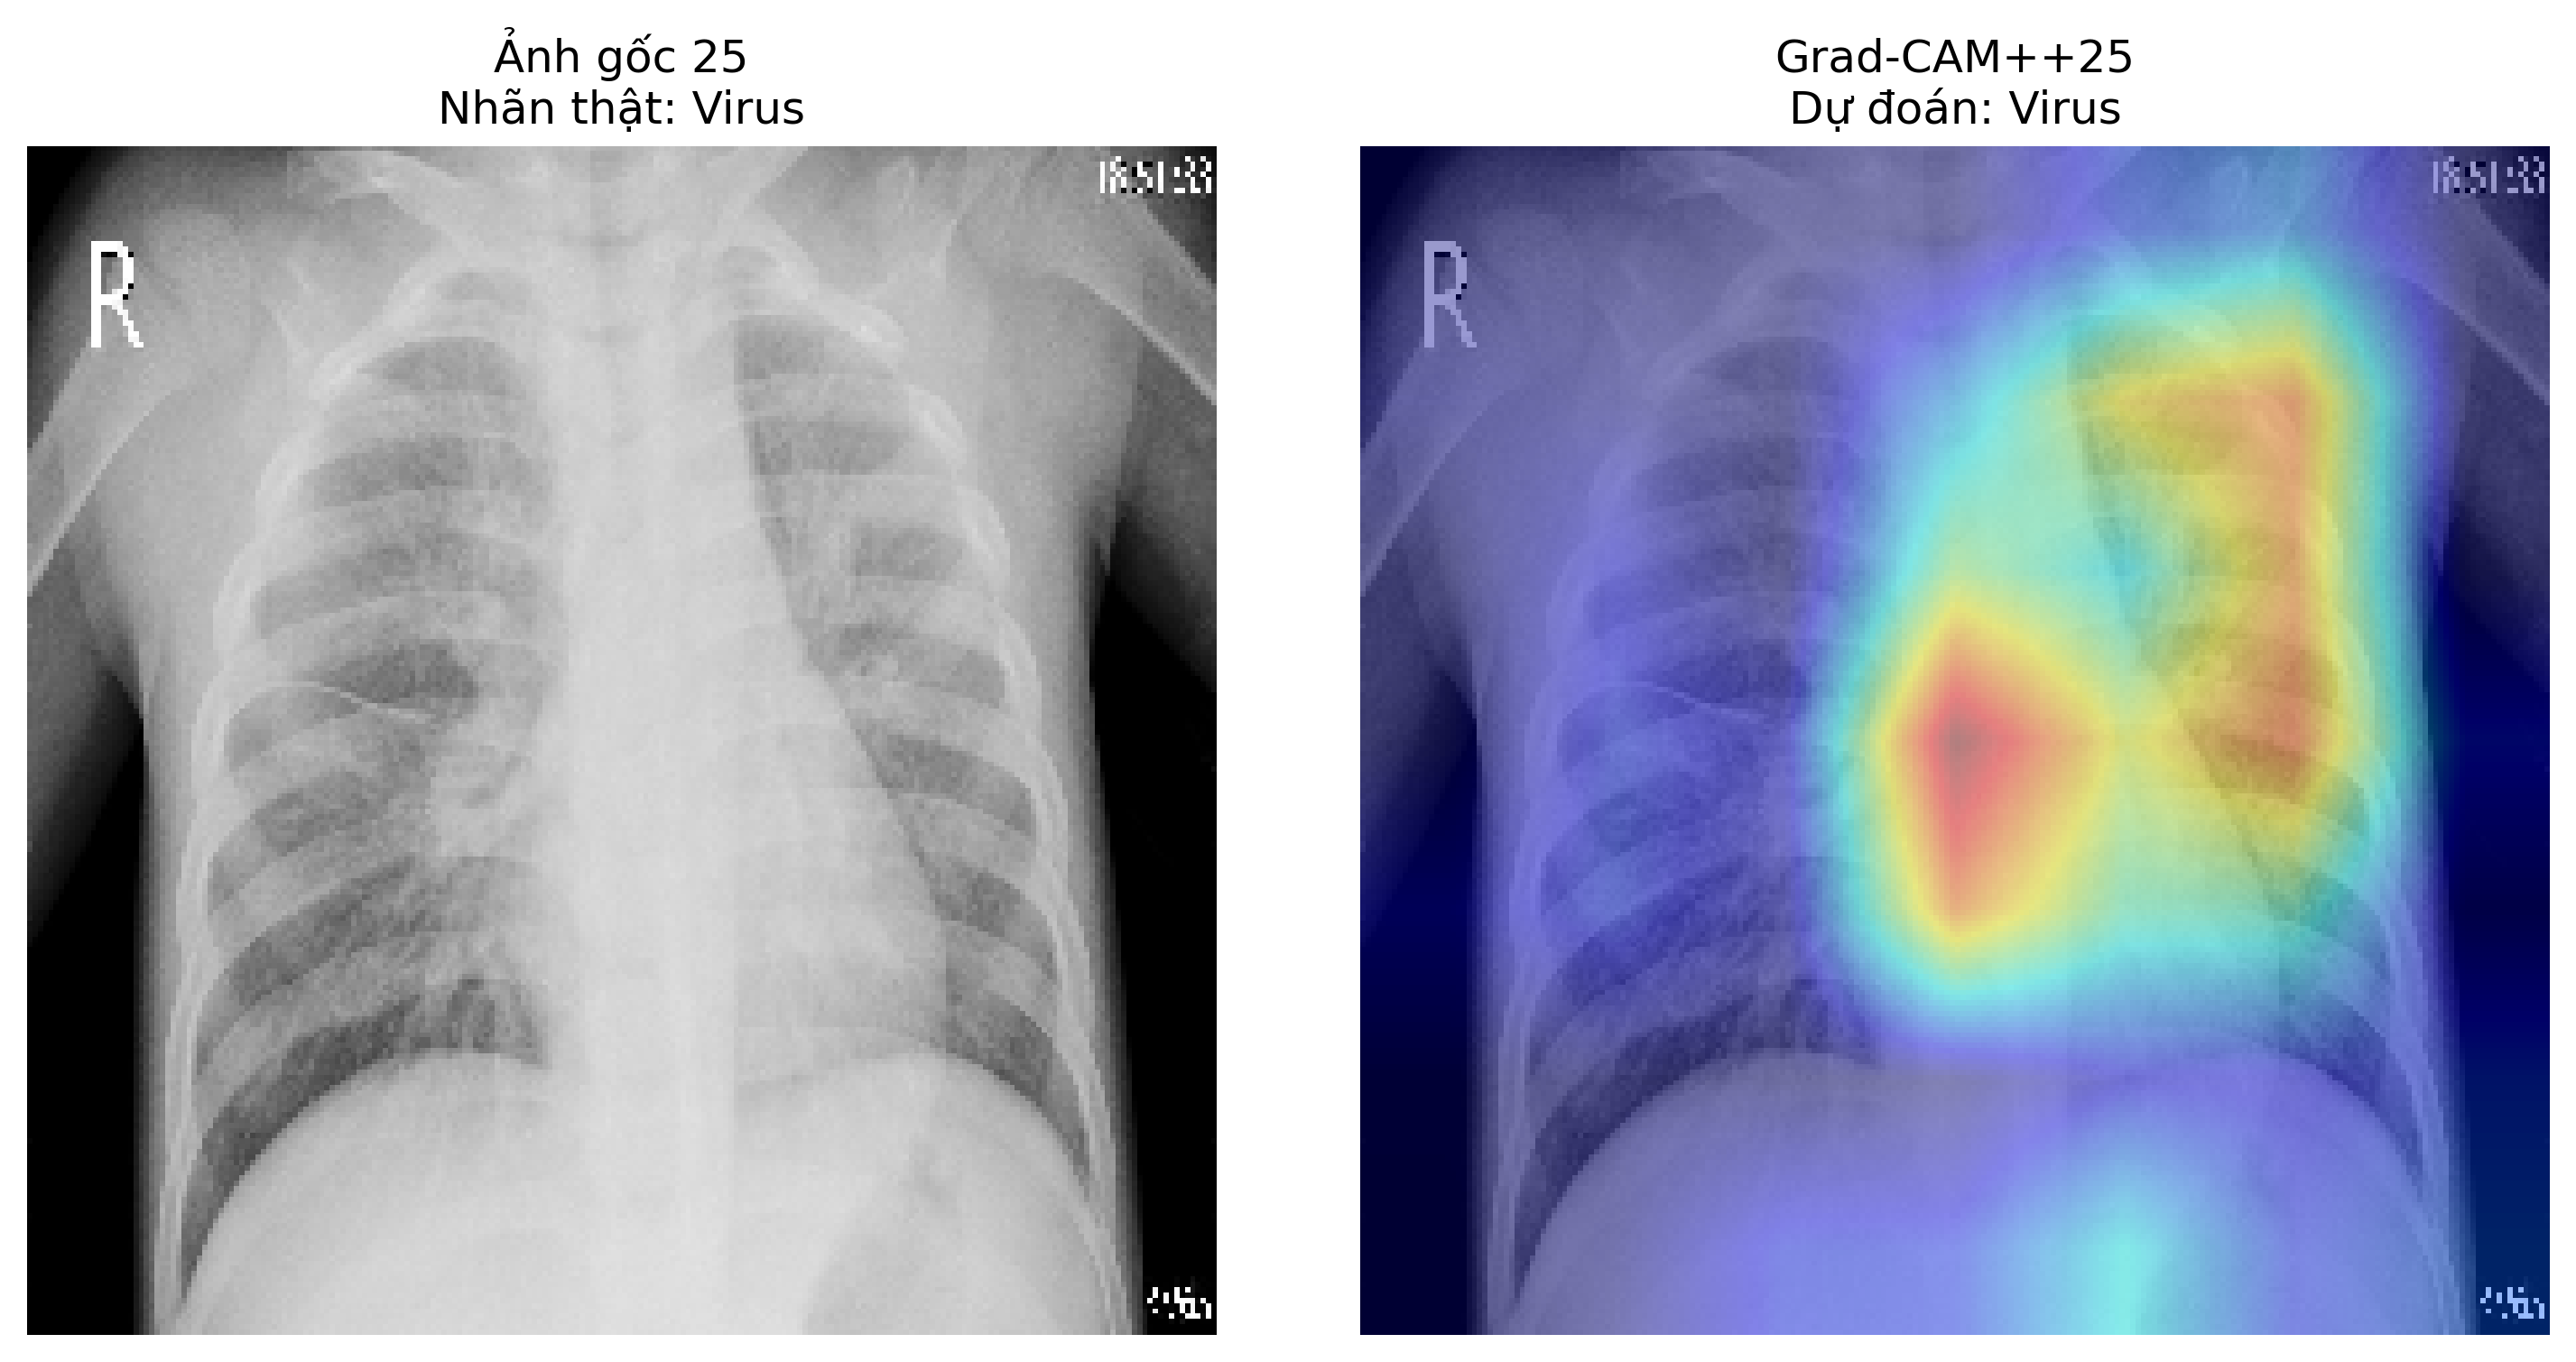 Ảnh gốc 25
Nhãn thật: Virus
R
Grad-CAM++25
Dự đoán: Virus
R